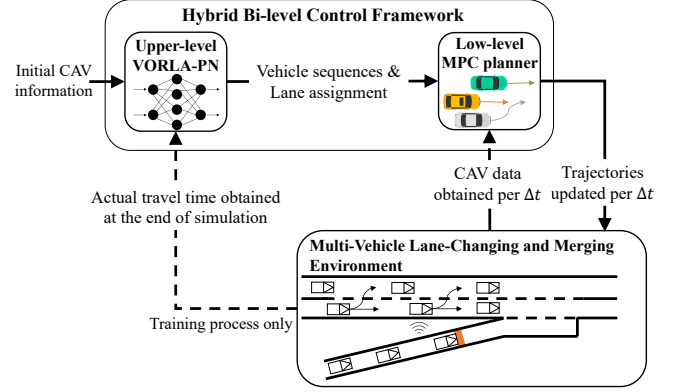 Hybrid Bi-level Control Framework
Upper-level
VORLA-PN
Low-level
MPC planner
Initial CAV
information
Vehicle sequences &
Lane assignment
Actual travel time obtained
at the end of simulation
CAV data
obtained per Δt
Trajectories
updated per Δt
Multi-Vehicle Lane-Changing and Merging
Environment
Training process only